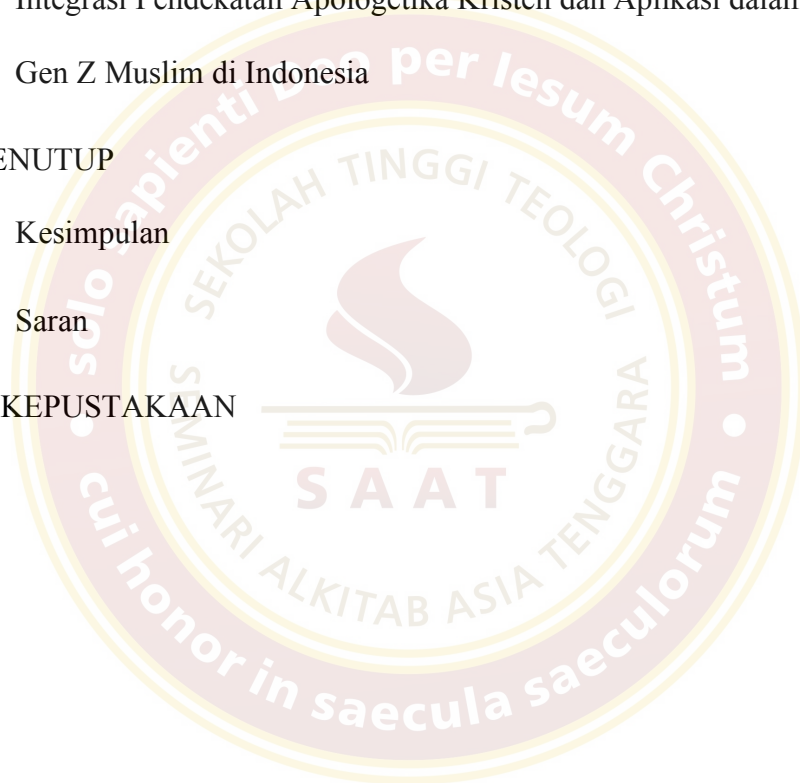 Integrasi Pendekatan Apologetika Kristen dan Aplikasi dalam
Gen Z Muslim di Indonesia
ENUTUP
Kesimpulan
Saran
KEPUSTAKAAN
solo sapienti Deo per Iesum Christum • cui honor in saecula saeculorum •
SEKOLAH TINGGI TEOLOGI
SEMINARI ALKITAB ASIA TENGGARA
SAAT